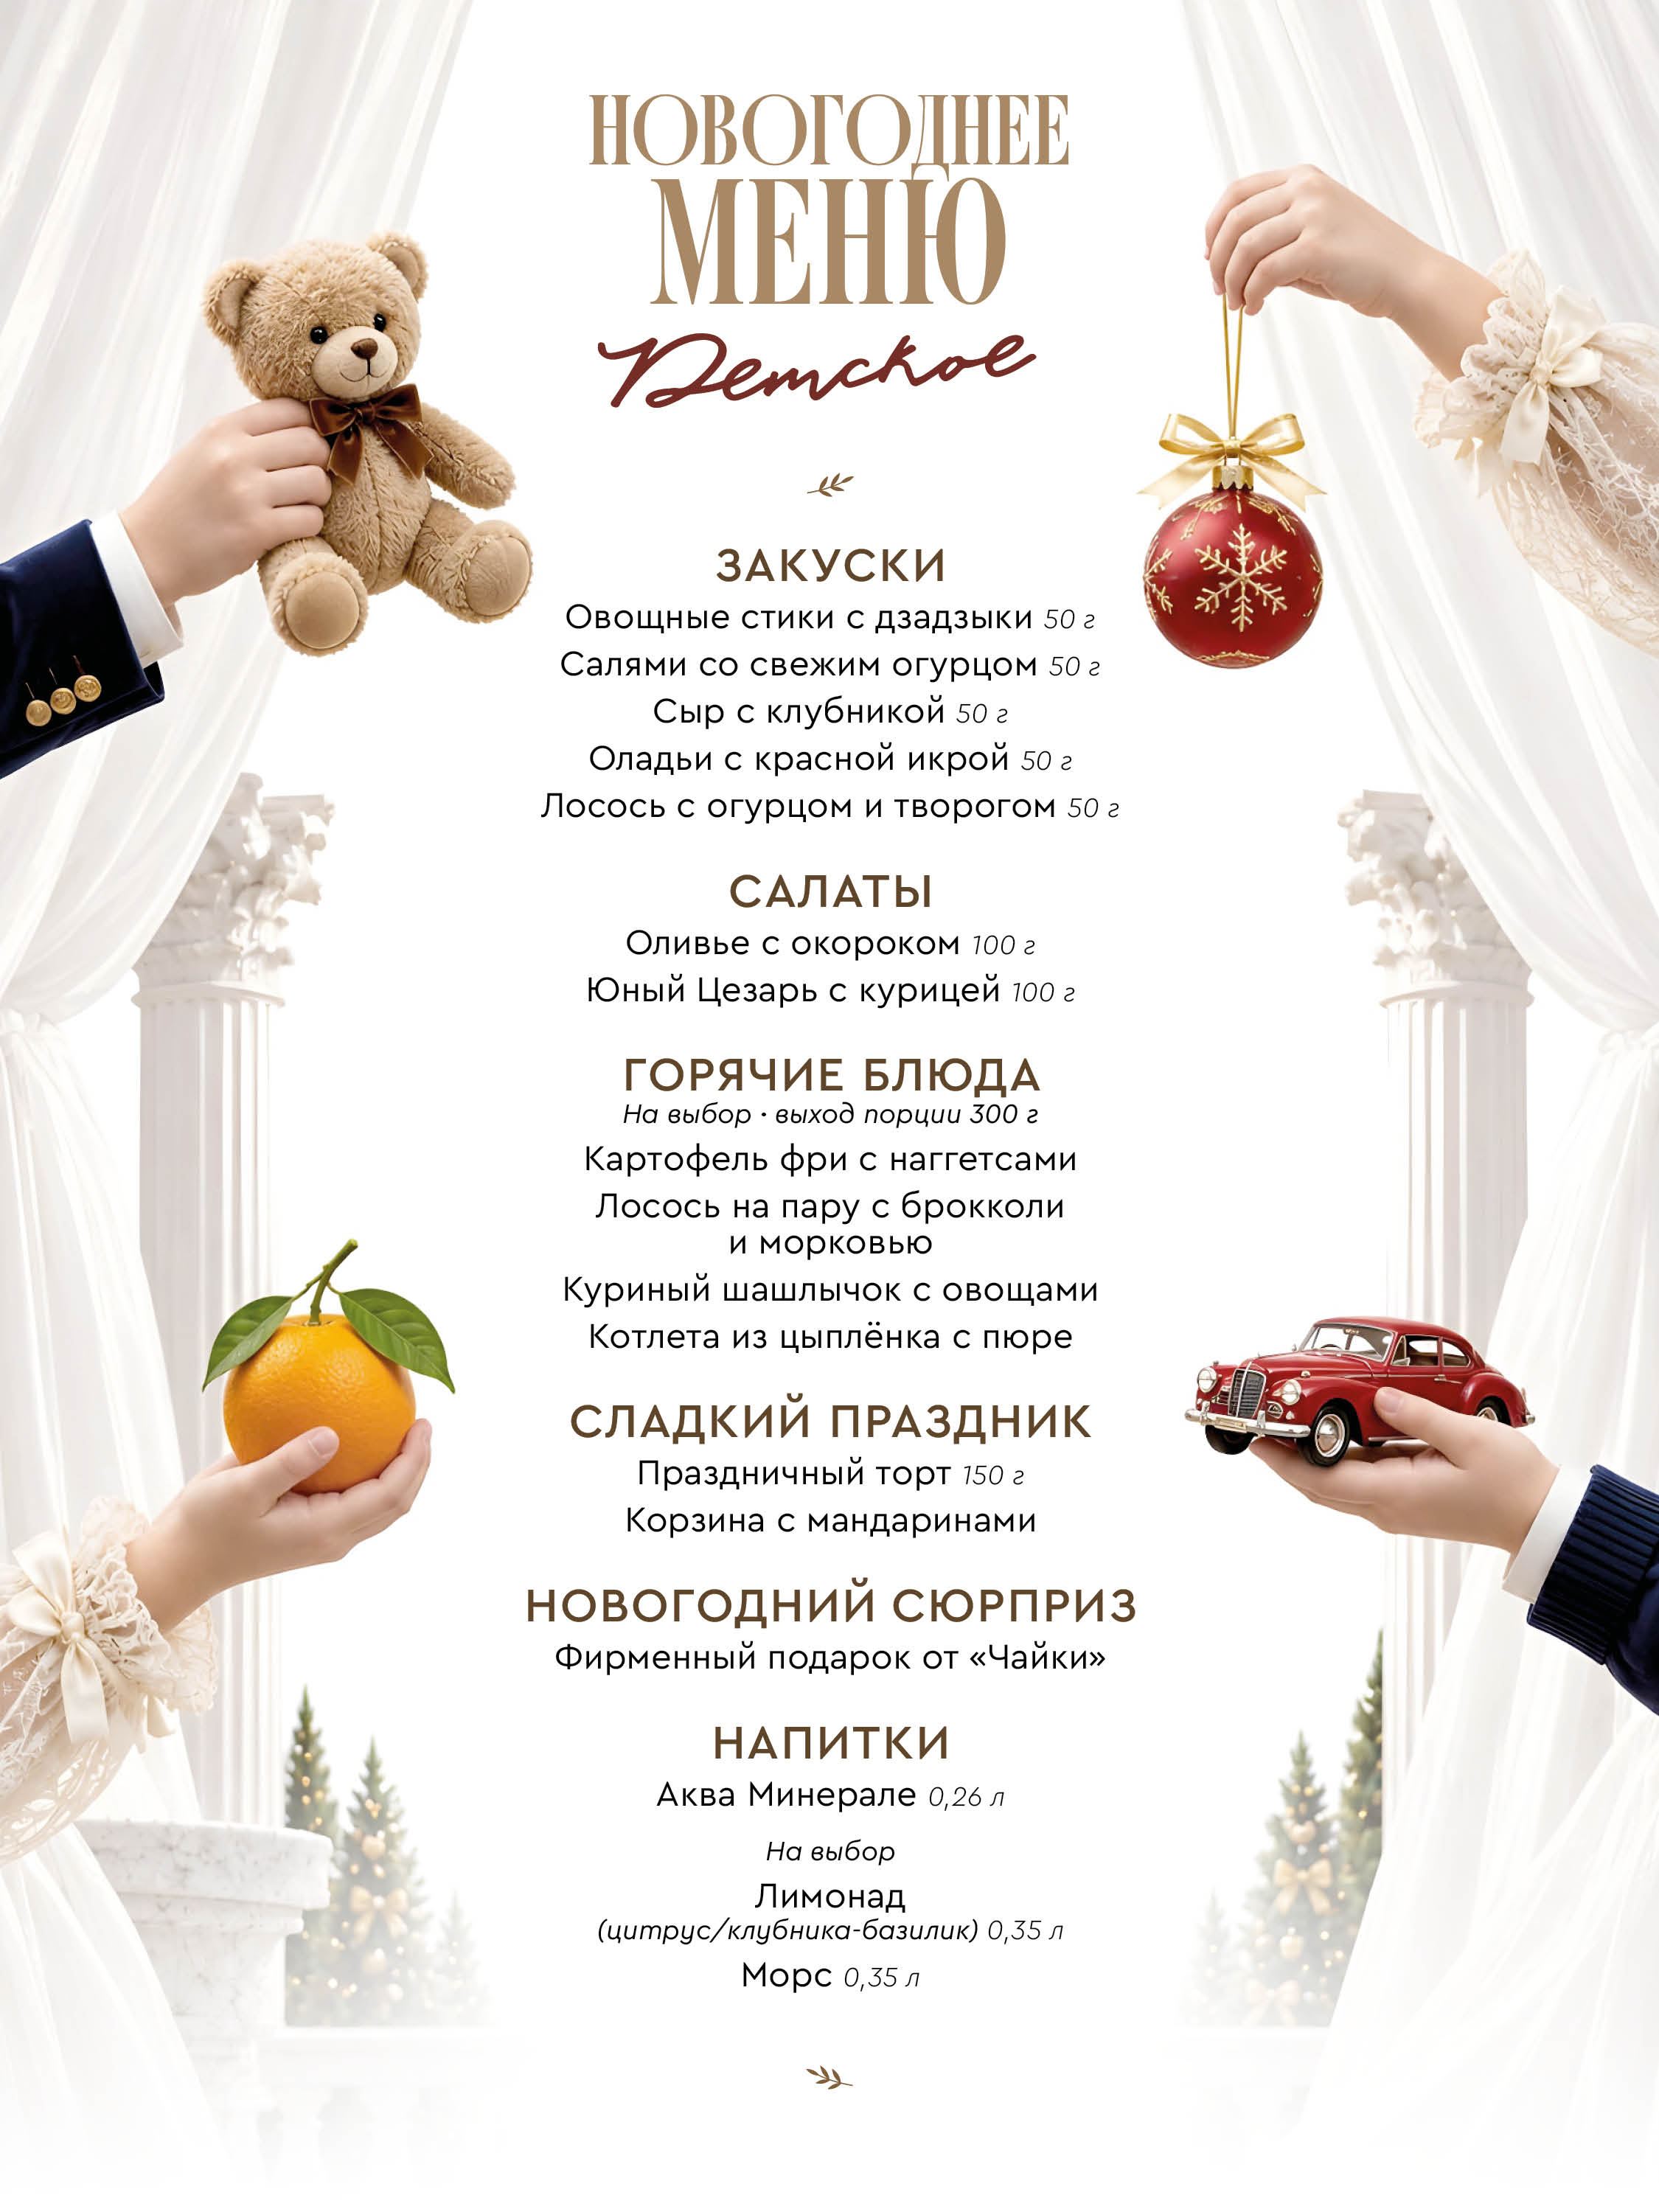 НОВОГОДНЕЕ
МЕНЮ
Детское
ЗАКУСКИ
Овощные стики с дзадзыки 50 г
Салями со свежим огурцом 50 г
Сыр с клубникой 50 г
Оладьи с красной икрой 50 г
Лосось с огурцом и творогом 50 г
САЛАТЫ
Оливье с окороком 100 г
Юный Цезарь с курицей 100 г
ГОРЯЧИЕ БЛЮДА
На выбор · выход порции 300 г
Картофель фри с наггетсами
Лосось на пару с брокколи
и морковью
Куриный шашлычок с овощами
Котлета из цыплёнка с пюре
СЛАДКИЙ ПРАЗДНИК
Праздничный торт 150 г
Корзина с мандаринами
НОВОГОДНИЙ СЮРПРИЗ
Фирменный подарок от «Чайки»
НАПИТКИ
Аква Минерале 0,26 л
На выбор
Лимонад
(цитрус/клубника-базилик) 0,35 л
Морс 0,35 л